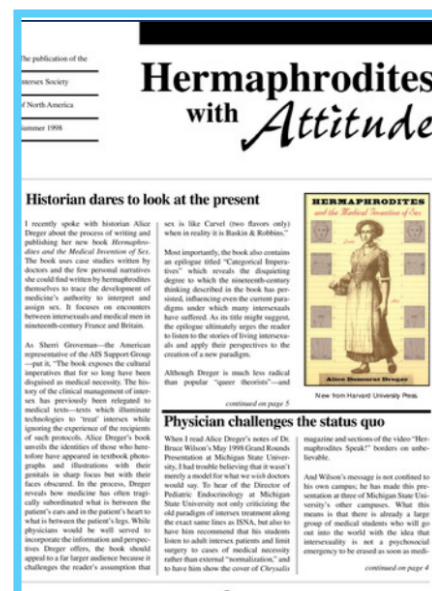 The publication of the
Intersex Society
of North America
Summer 1998
Hermaphrodites
with Attitude
Historian dares to look at the present
I recently spoke with historian Alice
Dreger about the process of writing and
publishing her new book Hermaphro-
dites and the Medical Invention of Sex.
The book uses case studies written by
doctors and the few personal narratives
she could find written by hermaphrodites
themselves to trace the development of
medicine's authority to interpret and
assign sex. It focuses on encounters
between intersexuals and medical men in
nineteenth-century France and Britain.
As Sherri Groveman—the American
representative of the AIS Support Group
—put it, "The book exposes the cultural
imperatives that for so long have been
disguised as medical necessity. The his-
tory of the clinical management of inter-
sex has previously been relegated to
medical texts—texts which illuminate
technologies to 'treat' intersex while
ignoring the experience of the recipients
of such protocols. Alice Dreger's book
unveils the identities of those who here-
tofore have appeared in textbook photo-
graphs and illustrations with their
genitals in sharp focus but with their
faces obscured. In the process, Dreger
reveals how medicine has often tragi-
cally subordinated what is between the
patient's ears and in the patient's heart to
what is between the patient's legs. While
physicians would be well served to
incorporate the information and perspec-
tives Dreger offers, the book should
appeal to a far larger audience because it
challenges the reader's assumption that
sex is like Carvel (two flavors only)
when in reality it is Baskin & Robbins."
Most importantly, the book also contains
an epilogue titled "Categorical Impera-
tives" which reveals the disquieting
degree to which the nineteenth-century
thinking described in the book has per-
sisted, influencing even the current para-
digms under which many intersexuals
have suffered. As its title might suggest,
the epilogue ultimately urges the reader
to listen to the stories of living intersexu-
als and apply their perspectives to the
creation of a new paradigm.
Although Dreger is much less radical
than popular "queer theorists"—and
continued on page 5
HERMAPHRODITES
and the Medical Invention of Sex
Alice Domurat Dreger
New from Harvard University Press
Physician challenges the status quo
When I read Alice Dreger's notes of Dr.
Bruce Wilson's May 1998 Grand Rounds
Presentation at Michigan State Univer-
sity, I had trouble believing that it wasn't
merely a model for what we wish doctors
would say. To hear of the Director of
Pediatric Endocrinology at Michigan
State University not only criticizing the
old paradigm of intersex treatment along
the exact same lines as ISNA, but also to
have him recommend that his students
listen to adult intersex patients and limit
surgery to cases of medical necessity
rather than external "normalization," and
to have him show the cover of Chrysalis
magazine and sections of the video "Her-
maphrodites Speak!" borders on unbe-
lievable.
And Wilson's message is not confined to
his own campus; he has made this pre-
sentation at three of Michigan State Uni-
versity's other campuses. What this
means is that there is already a large
group of medical students who will go
out into the world with the idea that
intersexuality is not a psychosocial
emergency to be erased as soon as medi-
continued on page 4